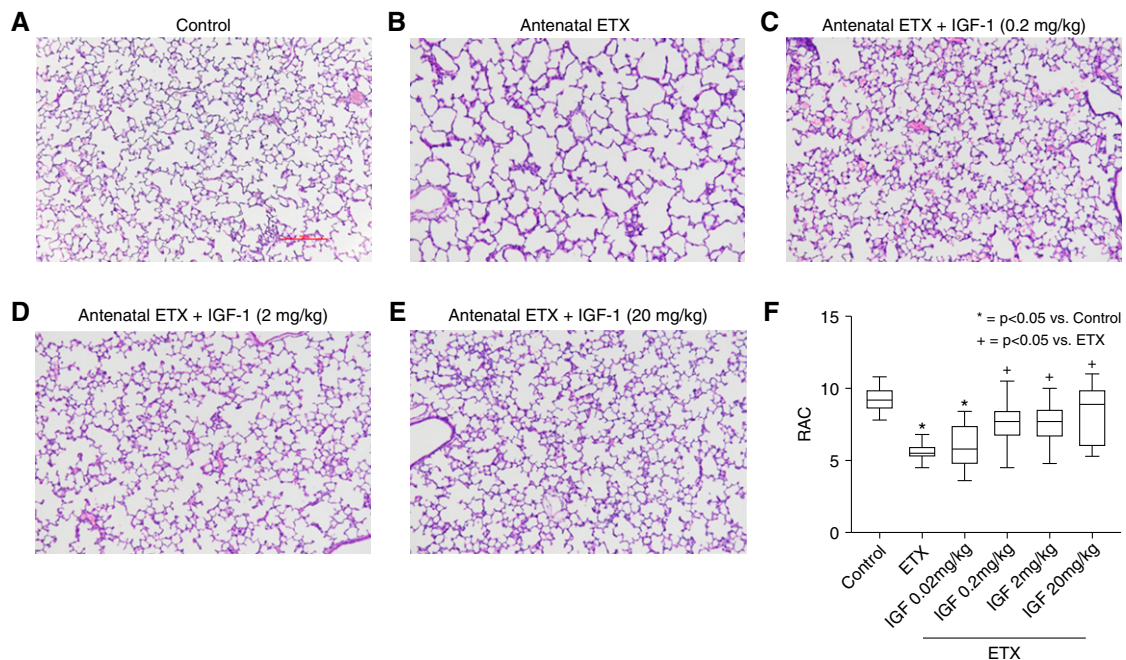 A
Control
B
Antenatal ETX
C
Antenatal ETX + IGF-1 (0.2 mg/kg)
D
Antenatal ETX + IGF-1 (2 mg/kg)
E
Antenatal ETX + IGF-1 (20 mg/kg)
F
* = p<0.05 vs. Control
+ = p<0.05 vs. ETX
RAC
15
10
5
0
*
*
+
+
+
Control
ETX
IGF 0.02mg/kg
IGF 0.2mg/kg
IGF 2mg/kg
IGF 20mg/kg
ETX